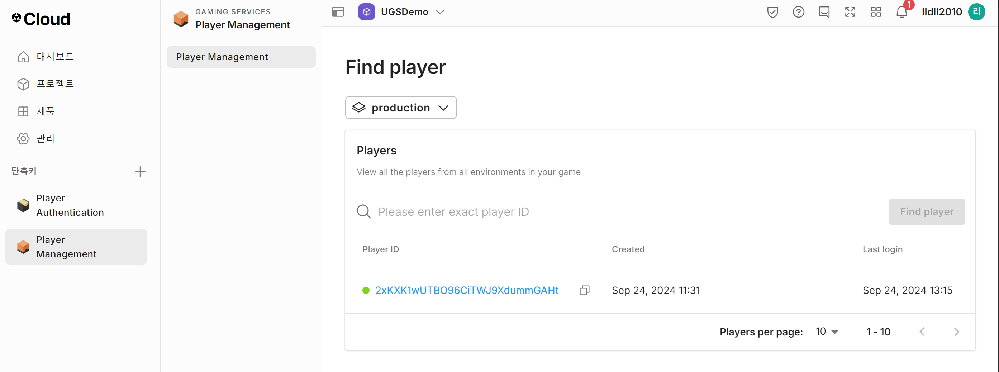 Cloud
대시보드
프로젝트
제품
관리
단축키
Player
Authentication
Player
Management
GAMING SERVICES
Player Management
Player Management
UGSDemo
1
lldll2010
리
Find player
production
Players
View all the players from all environments in your game
Please enter exact player ID
Find player
Player ID Created Last login
2xKXK1wUTBO96CiTWJ9XdummGAHt Sep 24, 2024 11:31 Sep 24, 2024 13:15
Players per page: 10 1 - 10